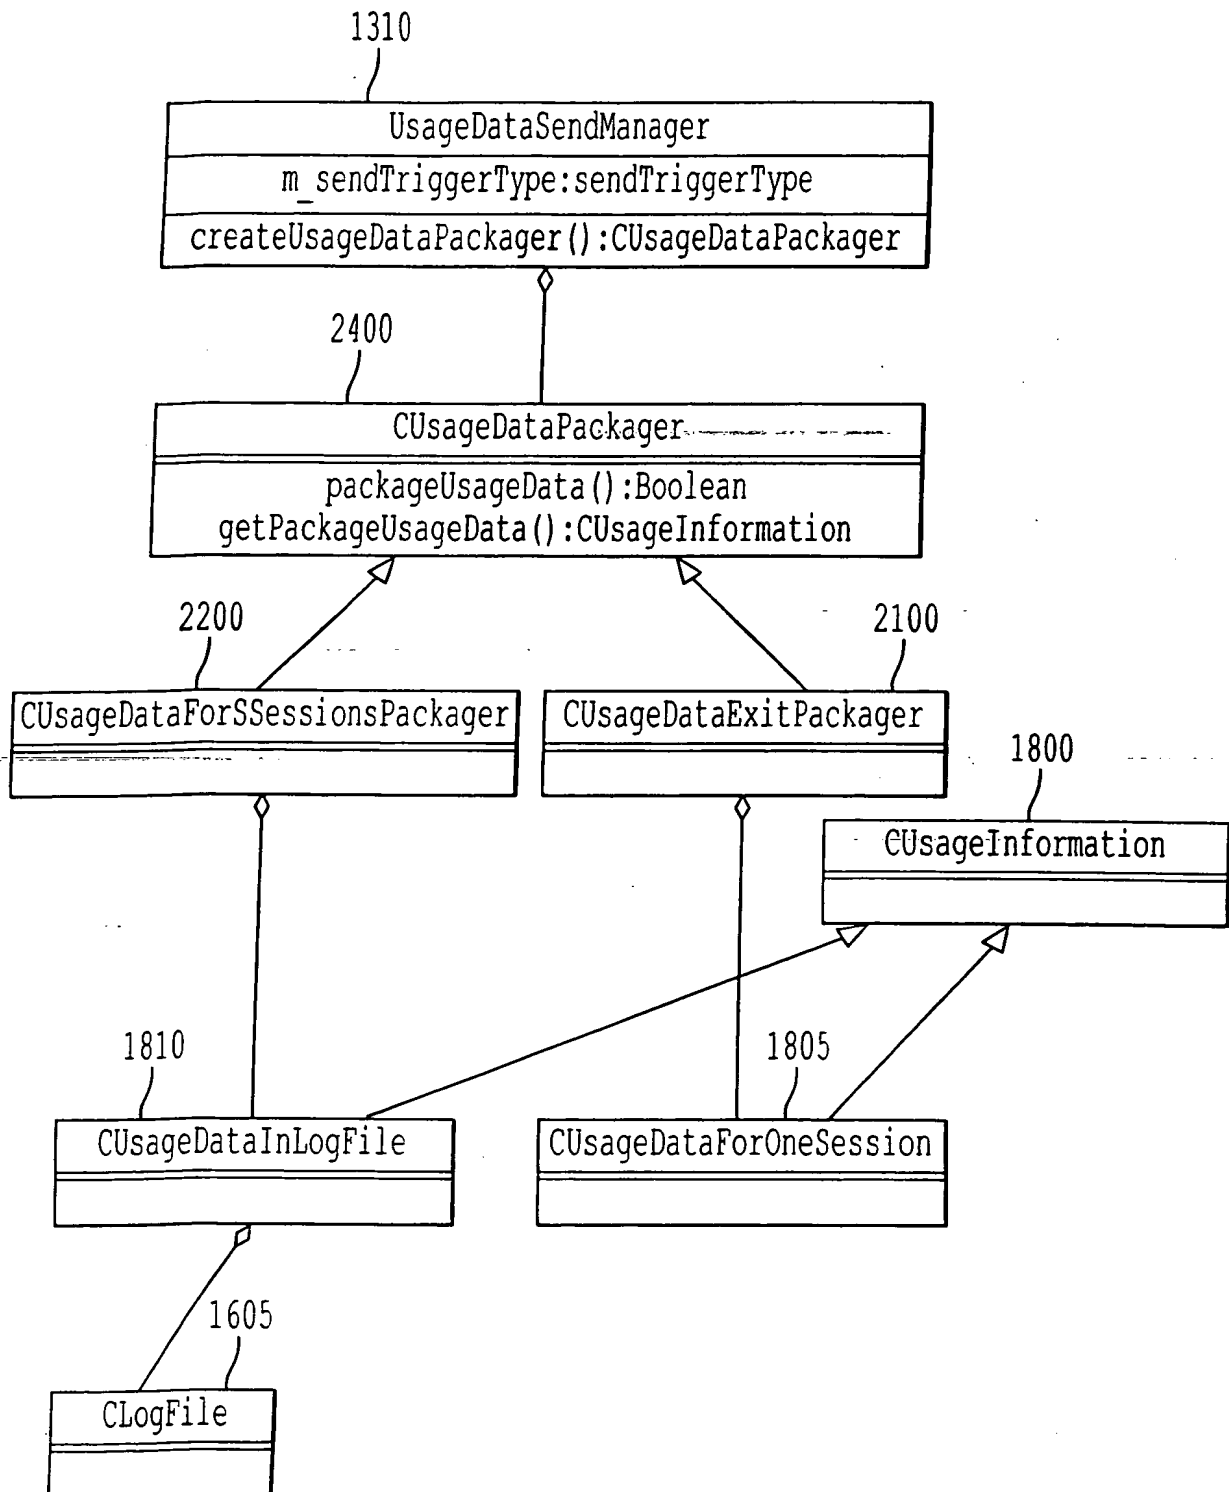 1310
UsageDataSendManager
m_sendTriggerType:sendTriggerType
createUsageDataPackager():CUsageDataPackager
2400
CUsageDataPackager
packageUsageData():Boolean
getPackageUsageData():CUsageInformation
2200
2100
CUsageDataForSSessionsPackager
CUsageDataExitPackager
1800
CUsageInformation
1810
1805
CUsageDataInLogFile
CUsageDataForOneSession
1605
CLogFile